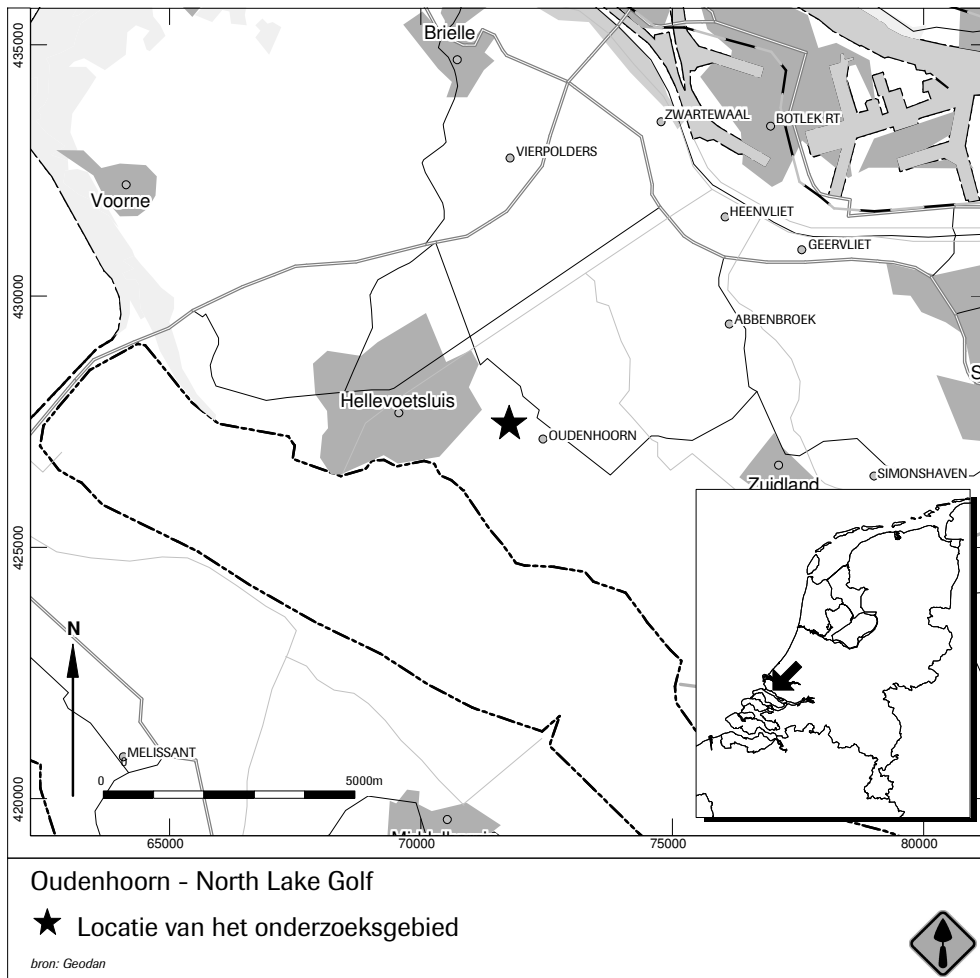 435000
Brielle
ZWARTEWAAL
BOTLEK RT
VIERPOLDERS
Voorne
HEENVLIET
GEERVLIET
430000
ABBENBROEK
S
Hellevoetsluis
OUDENHOORN
SIMONSHAVEN
Zuidland
425000
N
MELISSANT
0 5000m
420000
65000 70000 75000 80000
Oudenhoorn - North Lake Golf
Locatie van het onderzoeksgebied
bron: Geodan